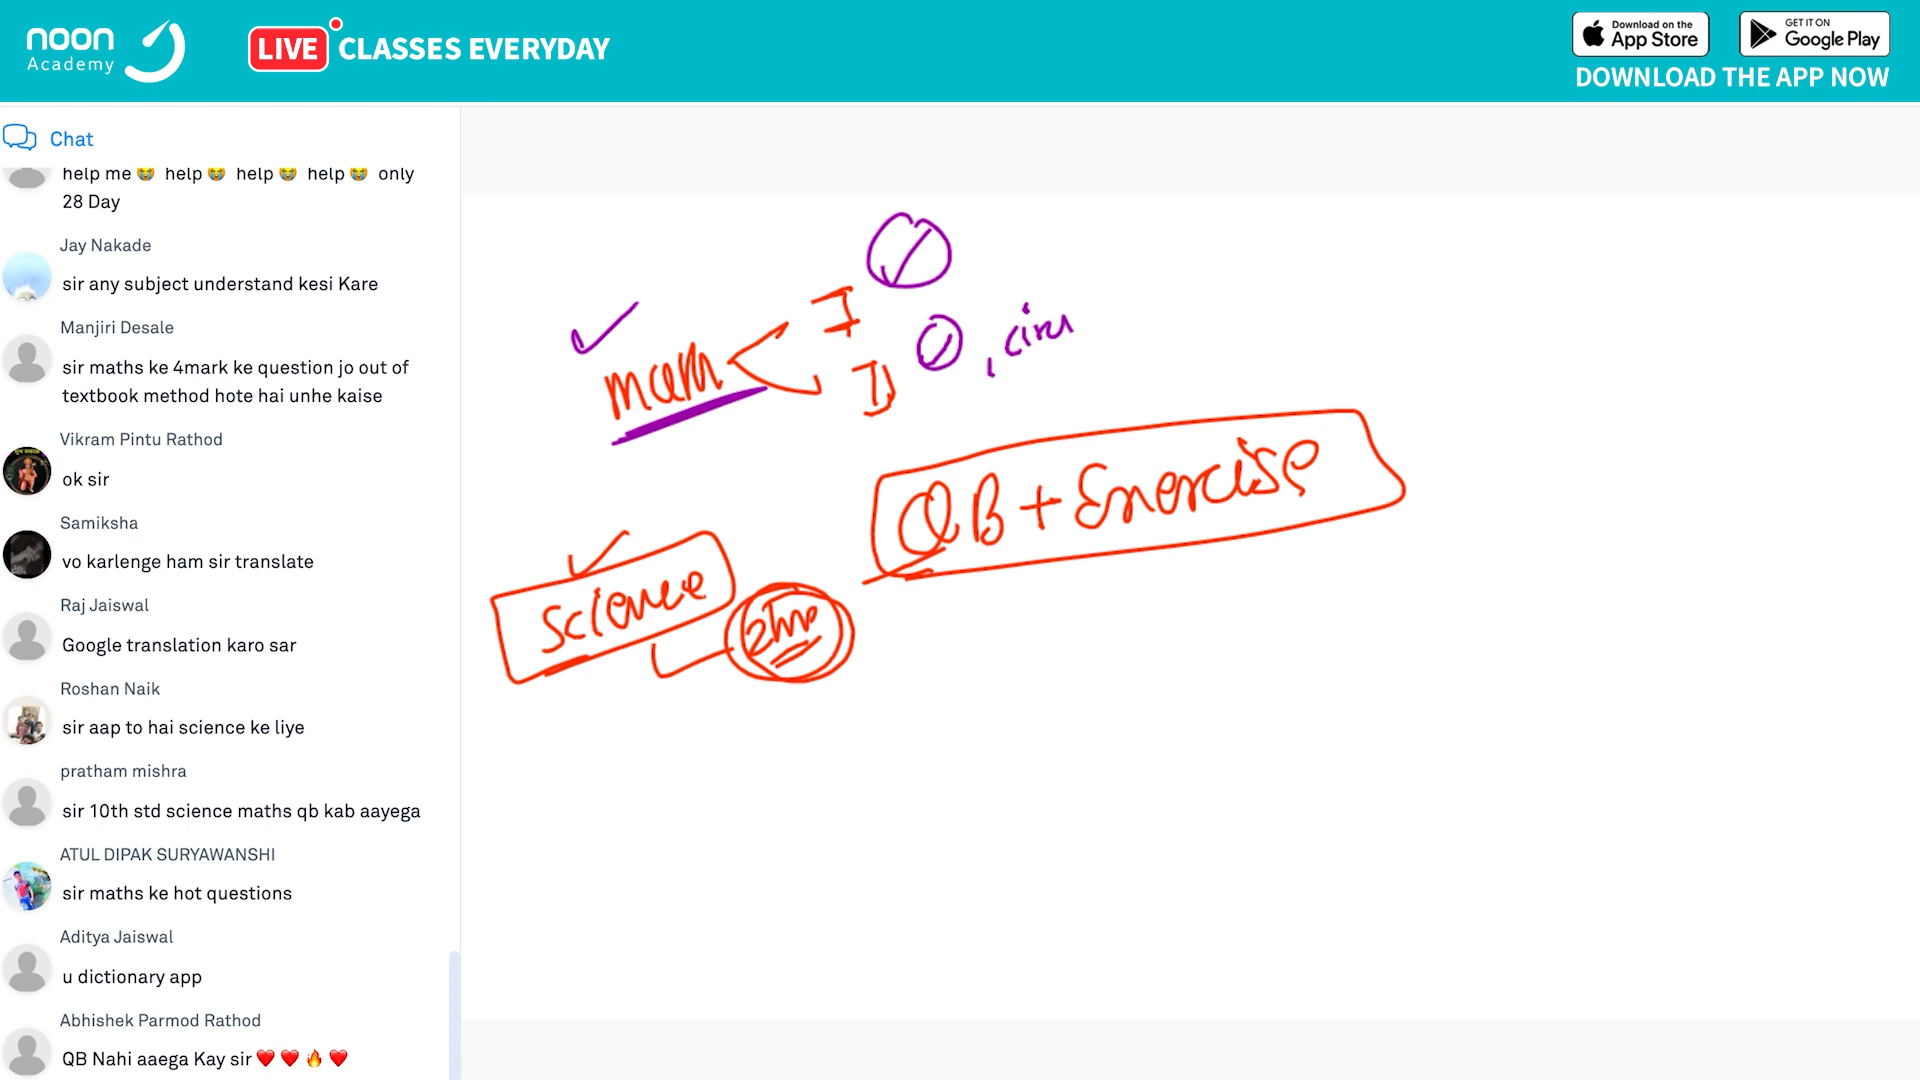 noon
Academy
LIVE CLASSES EVERYDAY
Download on the
App Store
GET IT ON
Google Play
DOWNLOAD THE APP NOW
Chat
help me 😭 help 😭 help 😭 help 😭 only
28 Day
Jay Nakade
sir any subject understand kesi Kare
Manjiri Desale
sir maths ke 4mark ke question jo out of
textbook method hote hai unhe kaise
Vikram Pintu Rathod
ok sir
Samiksha
vo karlenge ham sir translate
Raj Jaiswal
Google translation karo sar
Roshan Naik
sir aap to hai science ke liye
pratham mishra
sir 10th std science maths qb kab aayega
ATUL DIPAK SURYAWANSHI
sir maths ke hot questions
Aditya Jaiswal
u dictionary app
Abhishek Parmod Rathod
QB Nahi aaega Kay sir ❤️ ❤️ 🔥 ❤️
I
II
QB + Exercise
Science
2hr